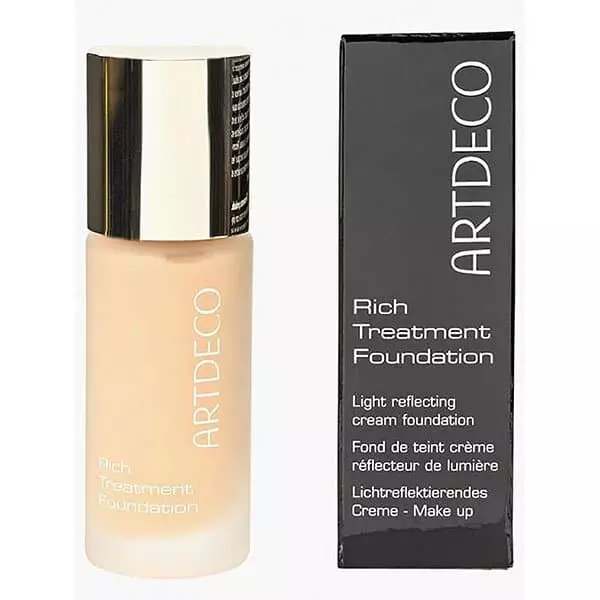 ARTDECO
Rich
Treatment
Foundation
ARTDECO
Rich
Treatment
Foundation
Light reflecting
cream foundation
Fond de teint crème
réflecteur de lumière
Lichtreflektierendes
Creme - Make up